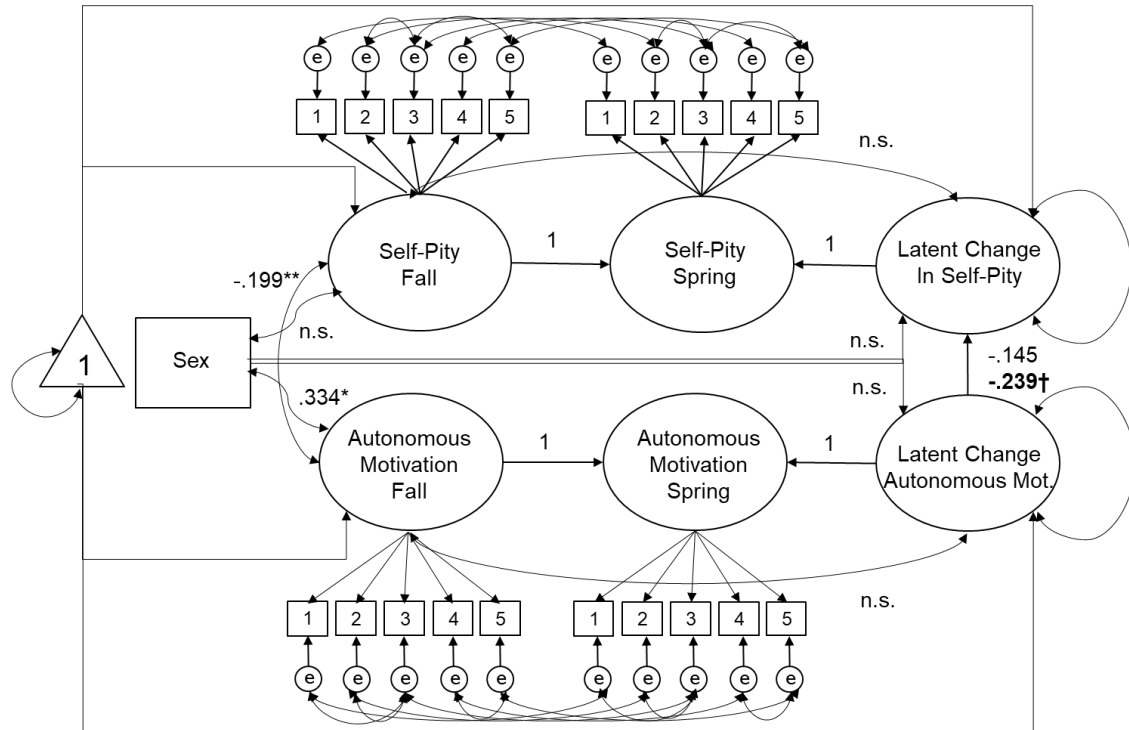 e e e e e e e e e e
1 2 3 4 5 1 2 3 4 5
n.s.
Self-Pity
Fall
1
Self-Pity
Spring
1
Latent Change
In Self-Pity
-.199**
n.s.
1
Sex
n.s.
-.145
-.239†
n.s.
.334*
Autonomous
Motivation
Fall
1
Autonomous
Motivation
Spring
1
Latent Change
Autonomous Mot.
n.s.
1 2 3 4 5 1 2 3 4 5
e e e e e e e e e e